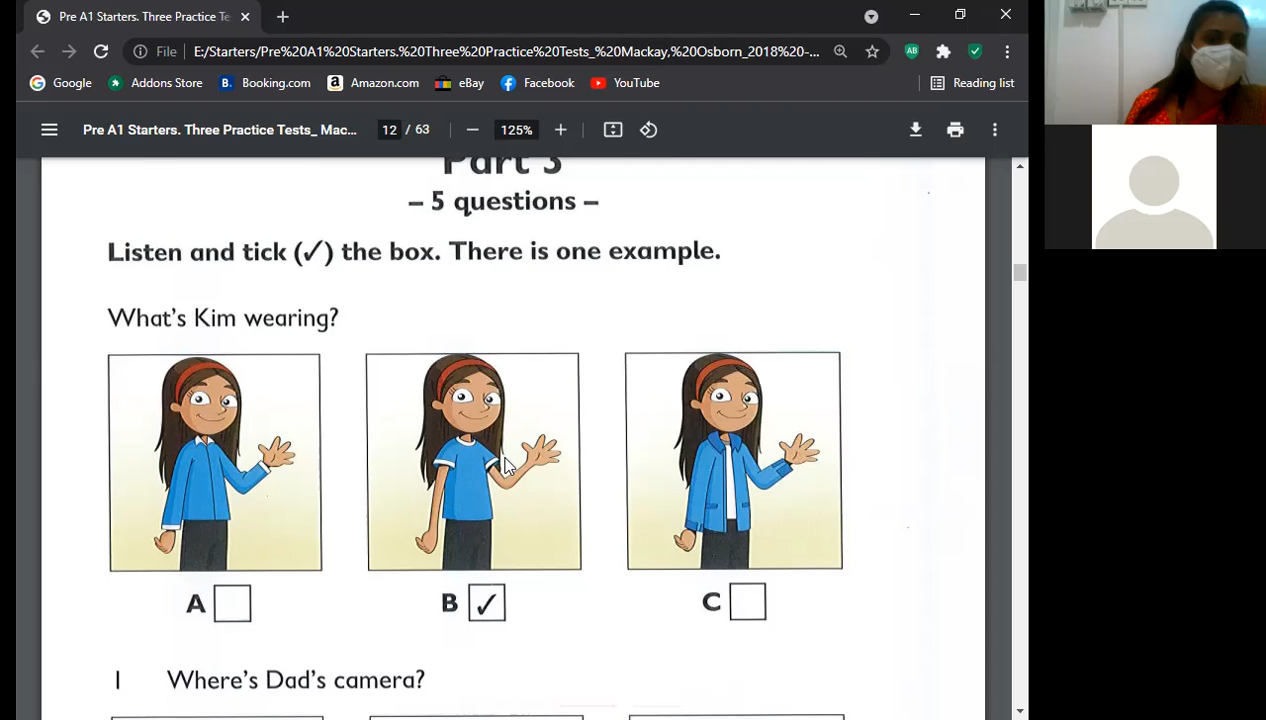 Pre A1 Starters. Three Practice Te
File E:/Starters/Pre%20A1%20Starters.%20Three%20Practice%20Tests_%20Mackay,%20Osborn_2018%20-...
AB
Google Addons Store B. Booking.com Amazon.com eBay Facebook YouTube Reading list
Pre A1 Starters. Three Practice Tests_ Mac... 12 / 63 125%
Part 3
– 5 questions –
Listen and tick (✓) the box. There is one example.
What's Kim wearing?
A B ✓ C
1 Where's Dad's camera?